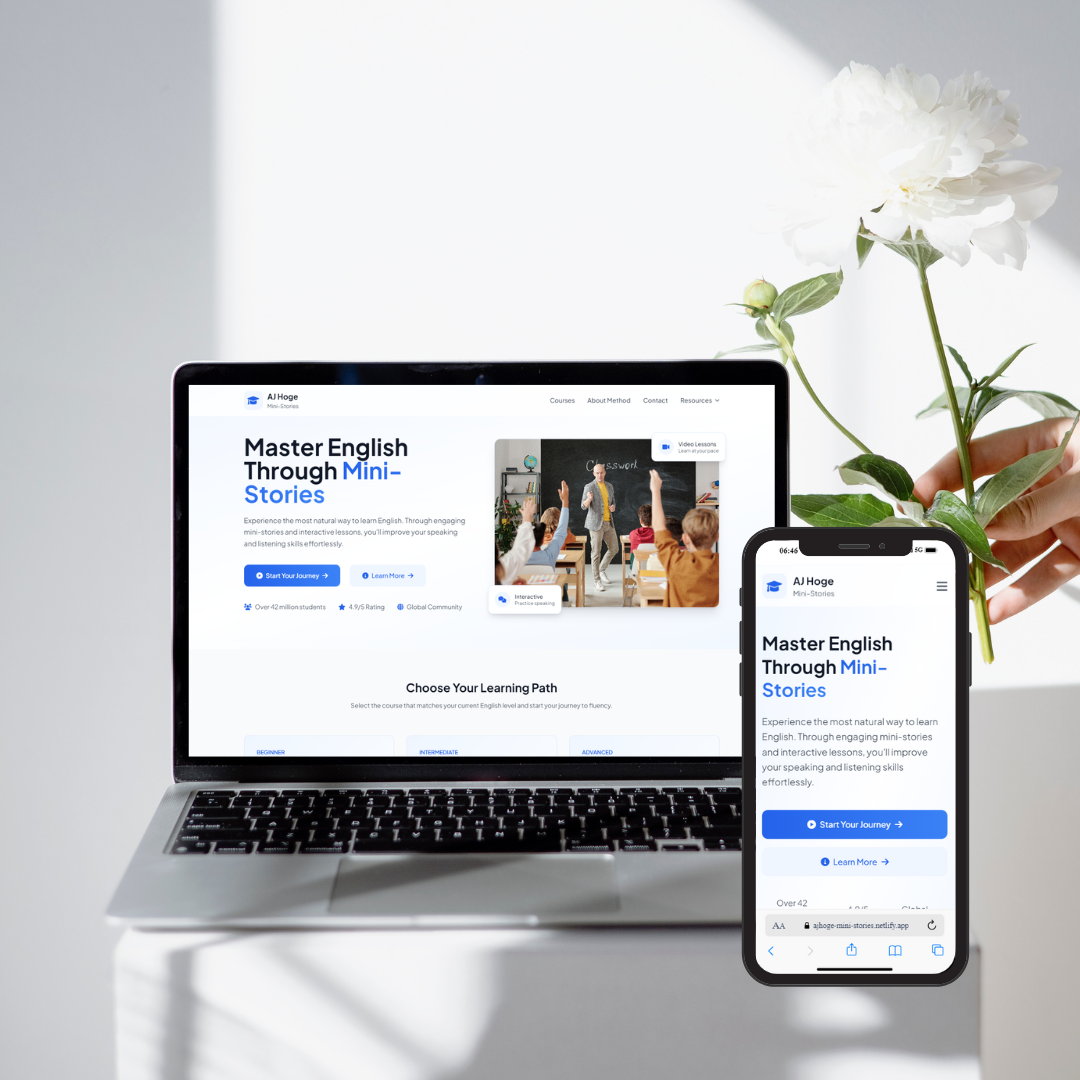 AJ Hoge
Mini-Stories
Courses
About Method
Contact
Resources
Master English
Through Mini-
Stories
Experience the most natural way to learn English. Through engaging
mini-stories and interactive lessons, you'll improve your speaking
and listening skills effortlessly.
Start Your Journey
Learn More
Over 42 million students
4.9/5 Rating
Global Community
Classwork
Video Lessons
Learn at your pace
Interactive
Practice speaking
Choose Your Learning Path
Select the course that matches your current English level and start your journey to fluency.
BEGINNER
INTERMEDIATE
ADVANCED
06:46
5G
AJ Hoge
Mini-Stories
Master English
Through Mini-
Stories
Experience the most natural way to learn
English. Through engaging mini-stories
and interactive lessons, you'll improve
your speaking and listening skills
effortlessly.
Start Your Journey
Learn More
Over 42
4.9/5
Global
AA ajhoge-mini-stories.netlify.app